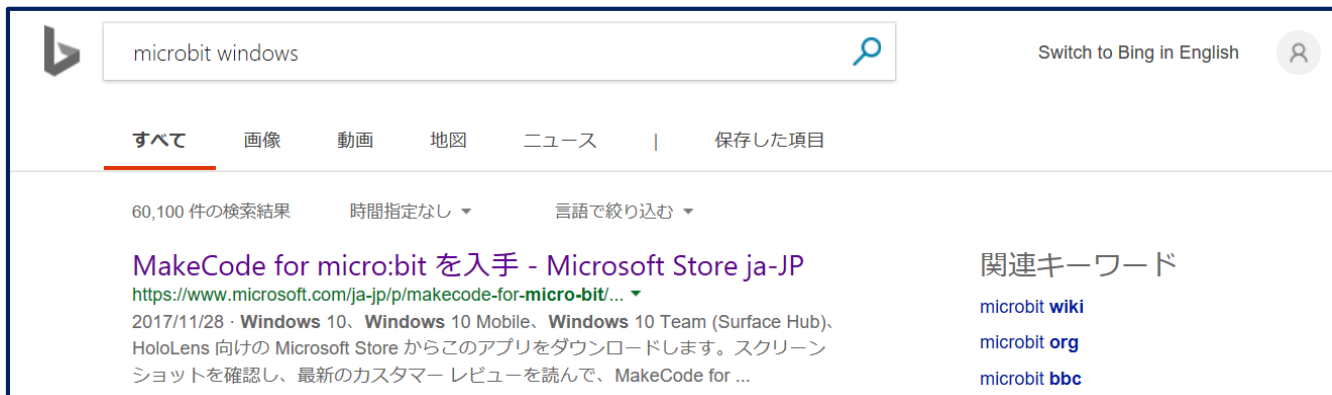 microbit windows
Switch to Bing in English
すべて 画像 動画 地図 ニュース | 保存した項目
60,100 件の検索結果 時間指定なし 言語で絞り込む
MakeCode for micro:bit を入手 - Microsoft Store ja-JP
https://www.microsoft.com/ja-jp/p/makecode-for-micro-bit/...
2017/11/28 · Windows 10、Windows 10 Mobile、Windows 10 Team (Surface Hub)、
HoloLens 向けの Microsoft Store からこのアプリをダウンロードします。スクリーン
ショットを確認し、最新のカスタマー レビューを読んで、MakeCode for ...
関連キーワード
microbit wiki
microbit org
microbit bbc